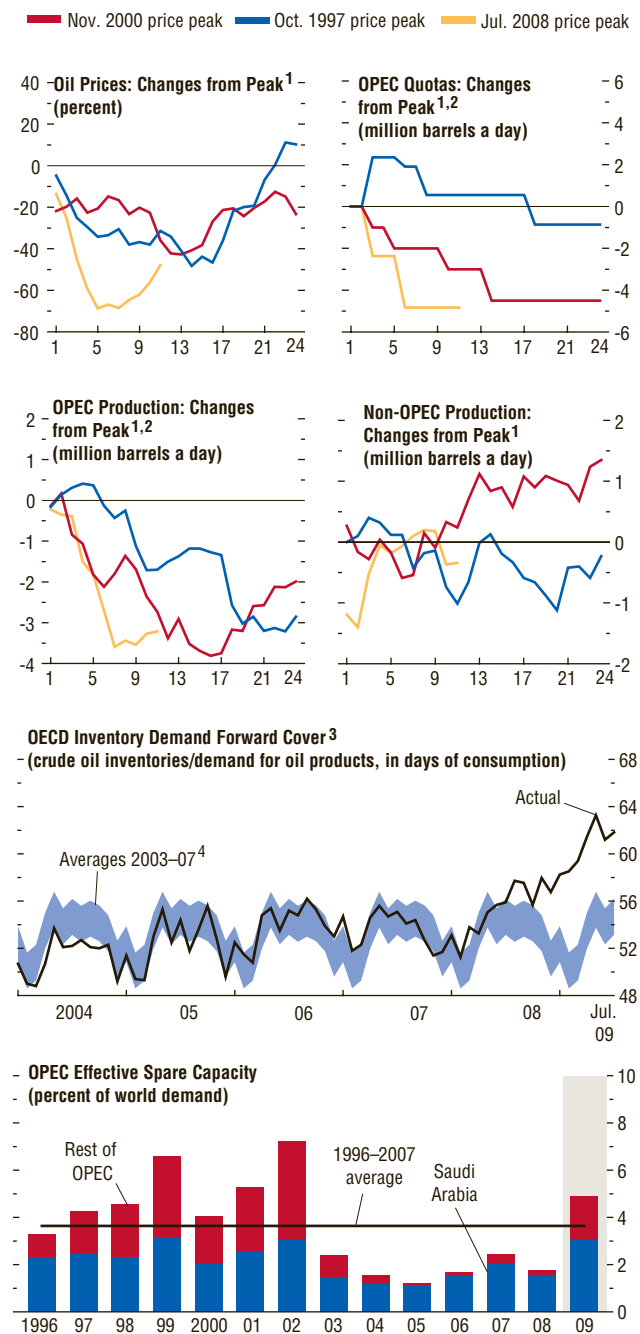 Nov. 2000 price peak Oct. 1997 price peak Jul. 2008 price peak
Oil Prices: Changes from Peak1
(percent)
40
20
0
-20
-40
-60
-80
1 5 9 13 17 21 24
OPEC Quotas: Changes
from Peak1,2
(million barrels a day)
6
4
2
0
-2
-4
-6
1 5 9 13 17 21 24
OPEC Production: Changes
from Peak1,2
(million barrels a day)
2
1
0
-1
-2
-3
-4
1 5 9 13 17 21 24
Non-OPEC Production:
Changes from Peak1
(million barrels a day)
2
1
0
-1
-2
1 5 9 13 17 21 24
OECD Inventory Demand Forward Cover3
(crude oil inventories/demand for oil products, in days of consumption)
Actual
Averages 2003–074
68
64
60
56
52
48
2004 05 06 07 08 Jul.
09
OPEC Effective Spare Capacity
(percent of world demand)
Rest of
OPEC
1996–2007
average
Saudi
Arabia
10
8
6
4
2
0
1996 97 98 99 2000 01 02 03 04 05 06 07 08 09